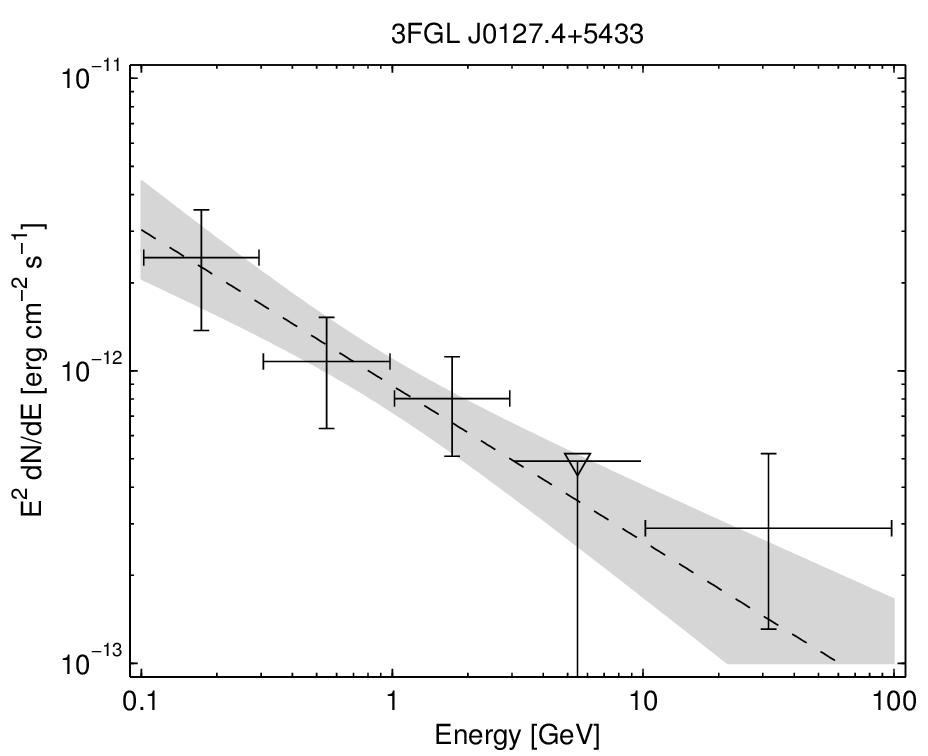 3FGL J0127.4+5433
10⁻¹¹
10⁻¹²
10⁻¹³
E² dN/dE [erg cm⁻² s⁻¹]
0.1 1 10 100
Energy [GeV]